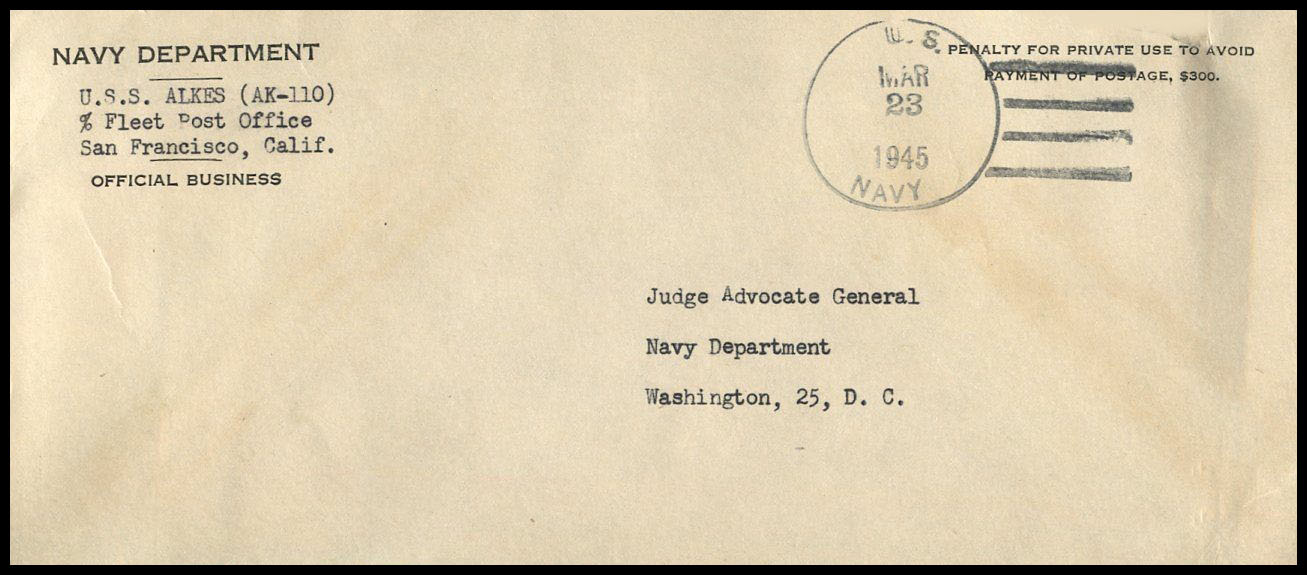 NAVY DEPARTMENT
U.S.S. ALKES (AK-110)
% Fleet Post Office
San Francisco, Calif.
OFFICIAL BUSINESS
U. S.
MAR
23
1945
NAVY
PENALTY FOR PRIVATE USE TO AVOID
PAYMENT OF POSTAGE, $300.
Judge Advocate General
Navy Department
Washington, 25, D. C.